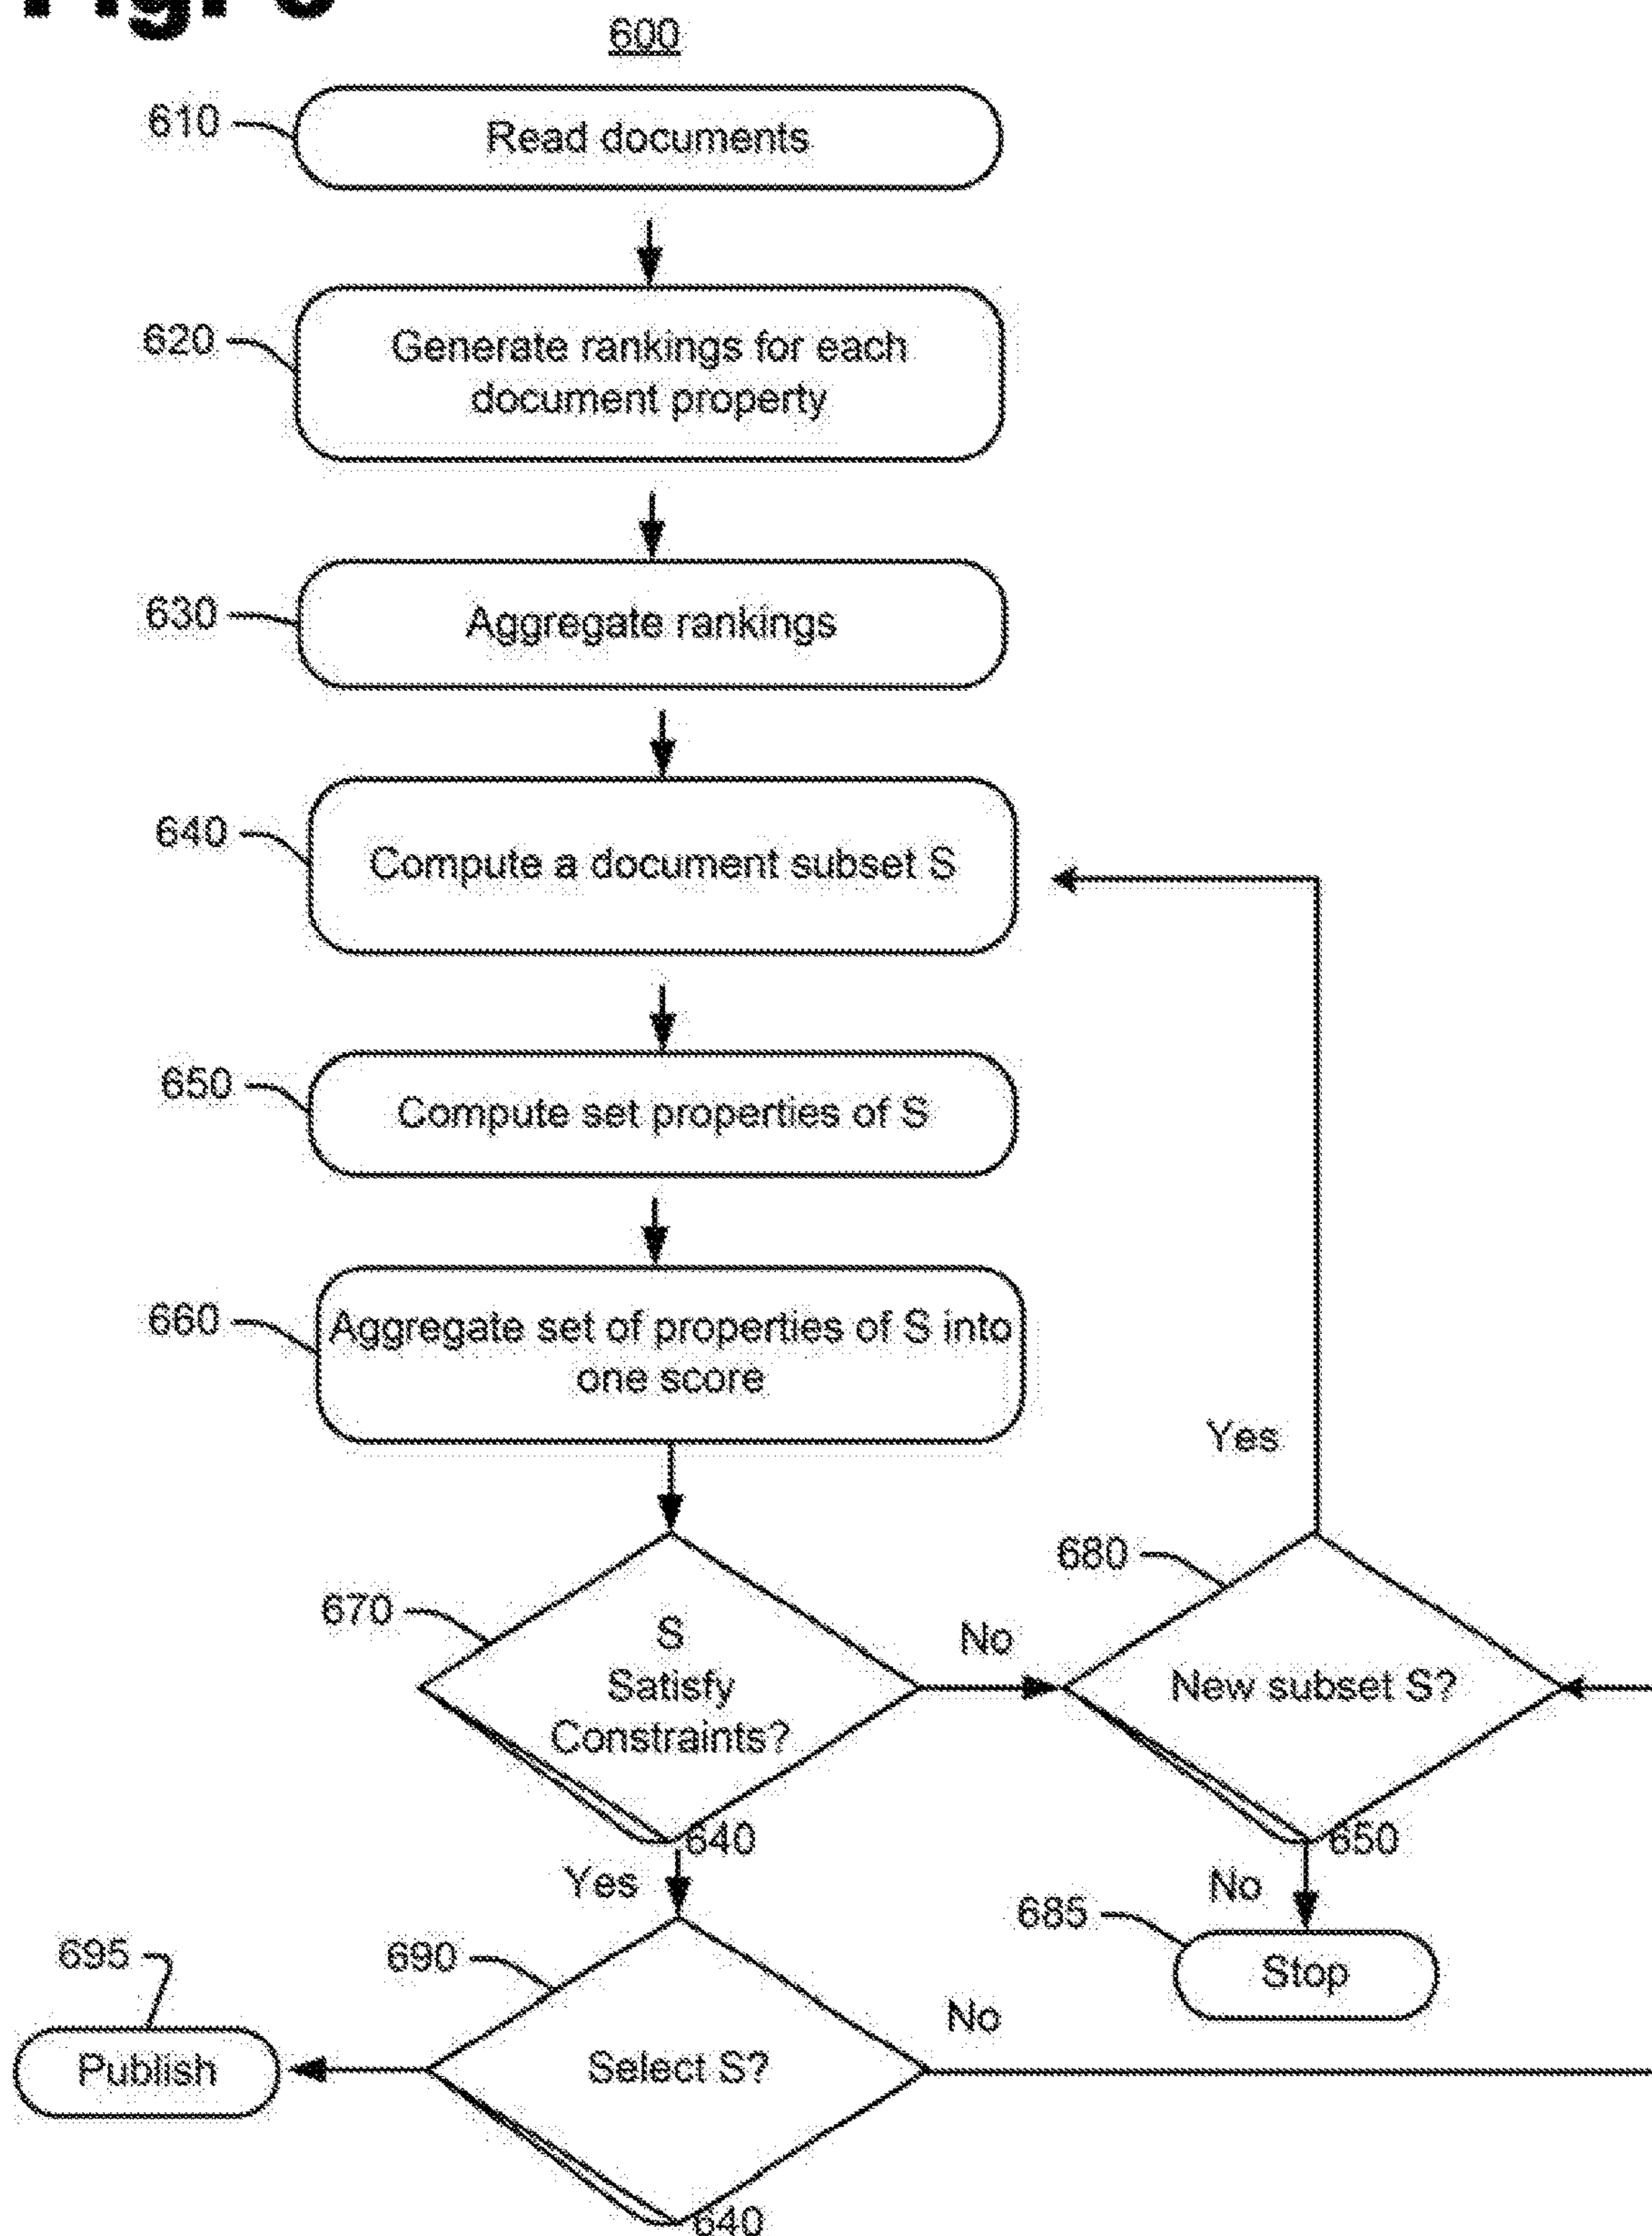 Fig.
600
610
Read documents
620
Generate rankings for each
document property
630
Aggregate rankings
640
Compute a document subset S
650
Compute set properties of S
660
Aggregate set of properties of S into
one score
Yes
680
670
S
Satisfy
Constraints?
No
New subset S?
640
650
Yes
No
685
Stop
695
690
No
Publish
Select S?
640